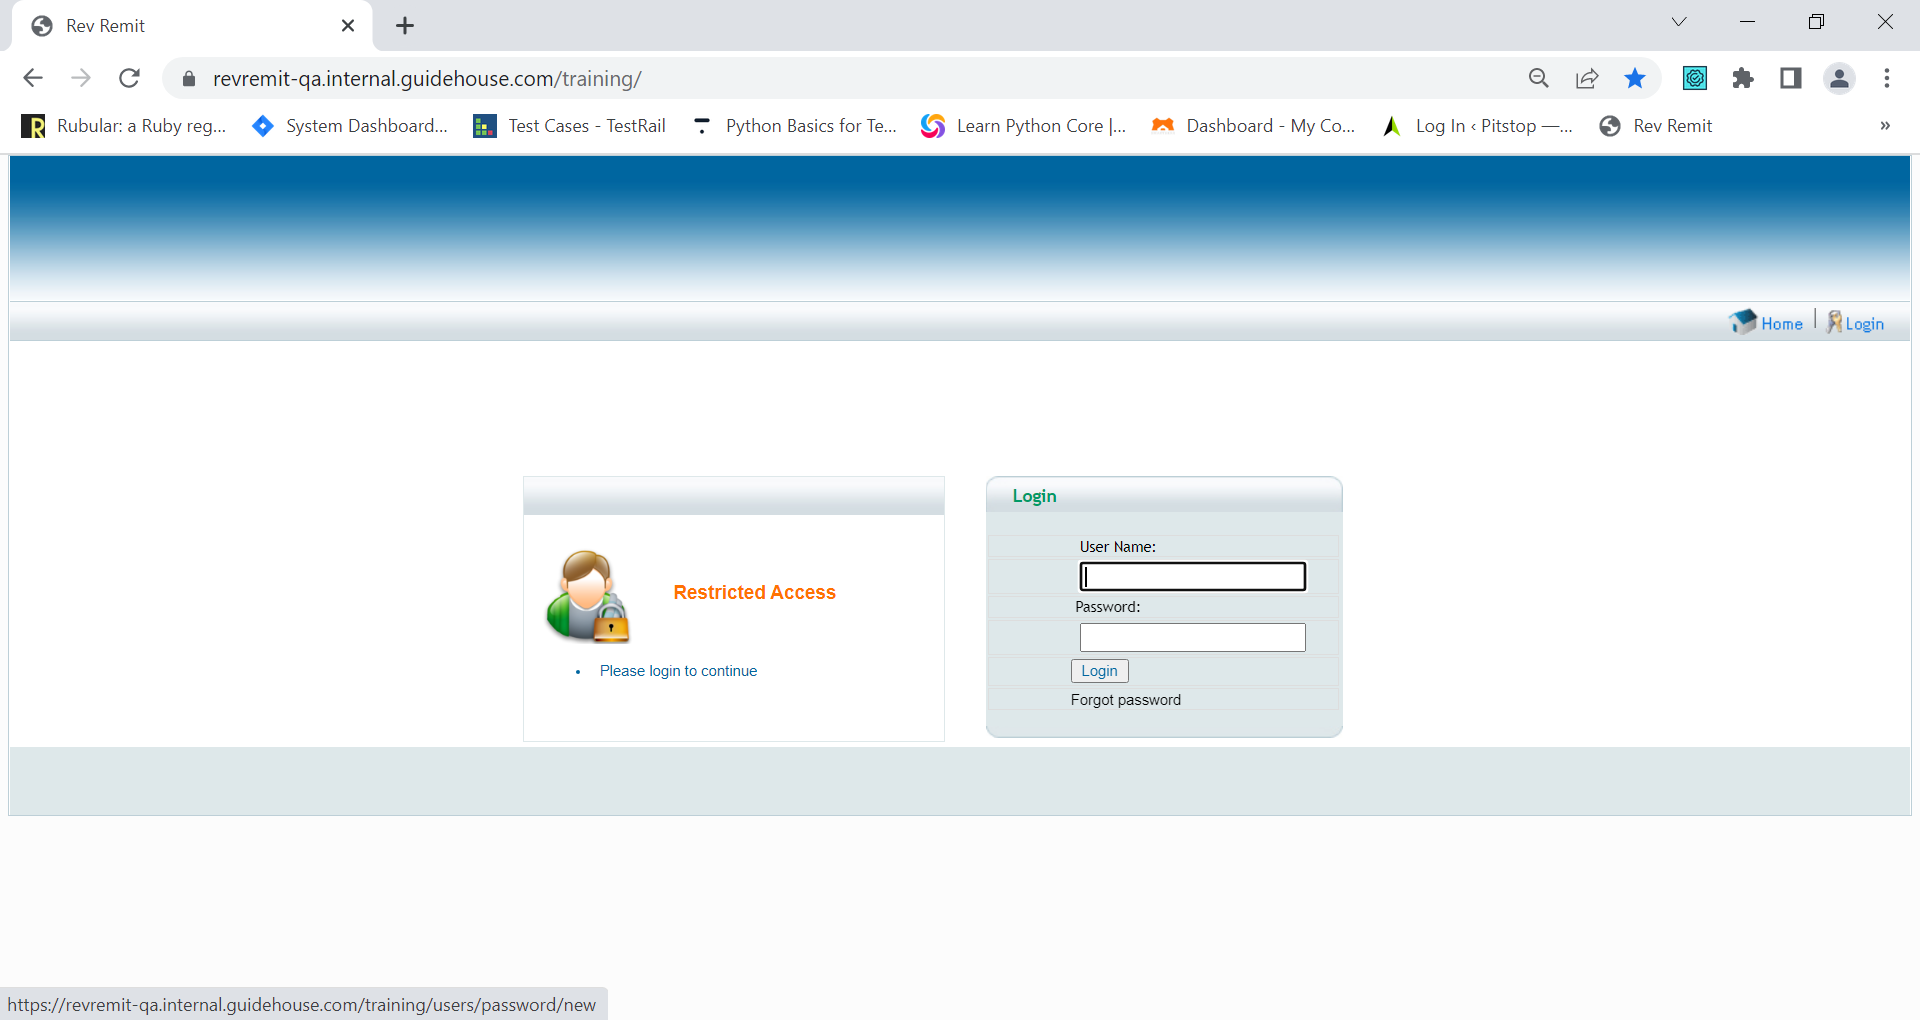 Rev Remit
revremit-qa.internal.guidehouse.com/training/
Rubular: a Ruby reg...
System Dashboard...
Test Cases - TestRail
Python Basics for Te...
Learn Python Core |...
Dashboard - My Co...
Log In ‹ Pitstop —...
Rev Remit
»
Home | Login
Restricted Access
• Please login to continue
Login
User Name:
Password:
Login
Forgot password
https://revremit-qa.internal.guidehouse.com/training/users/password/new